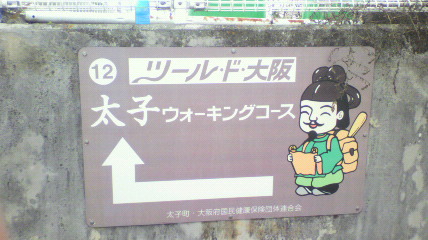 12
ツール・ド・大阪
太子ウォーキングコース
太子町・大阪府国民健康保険団体連合会